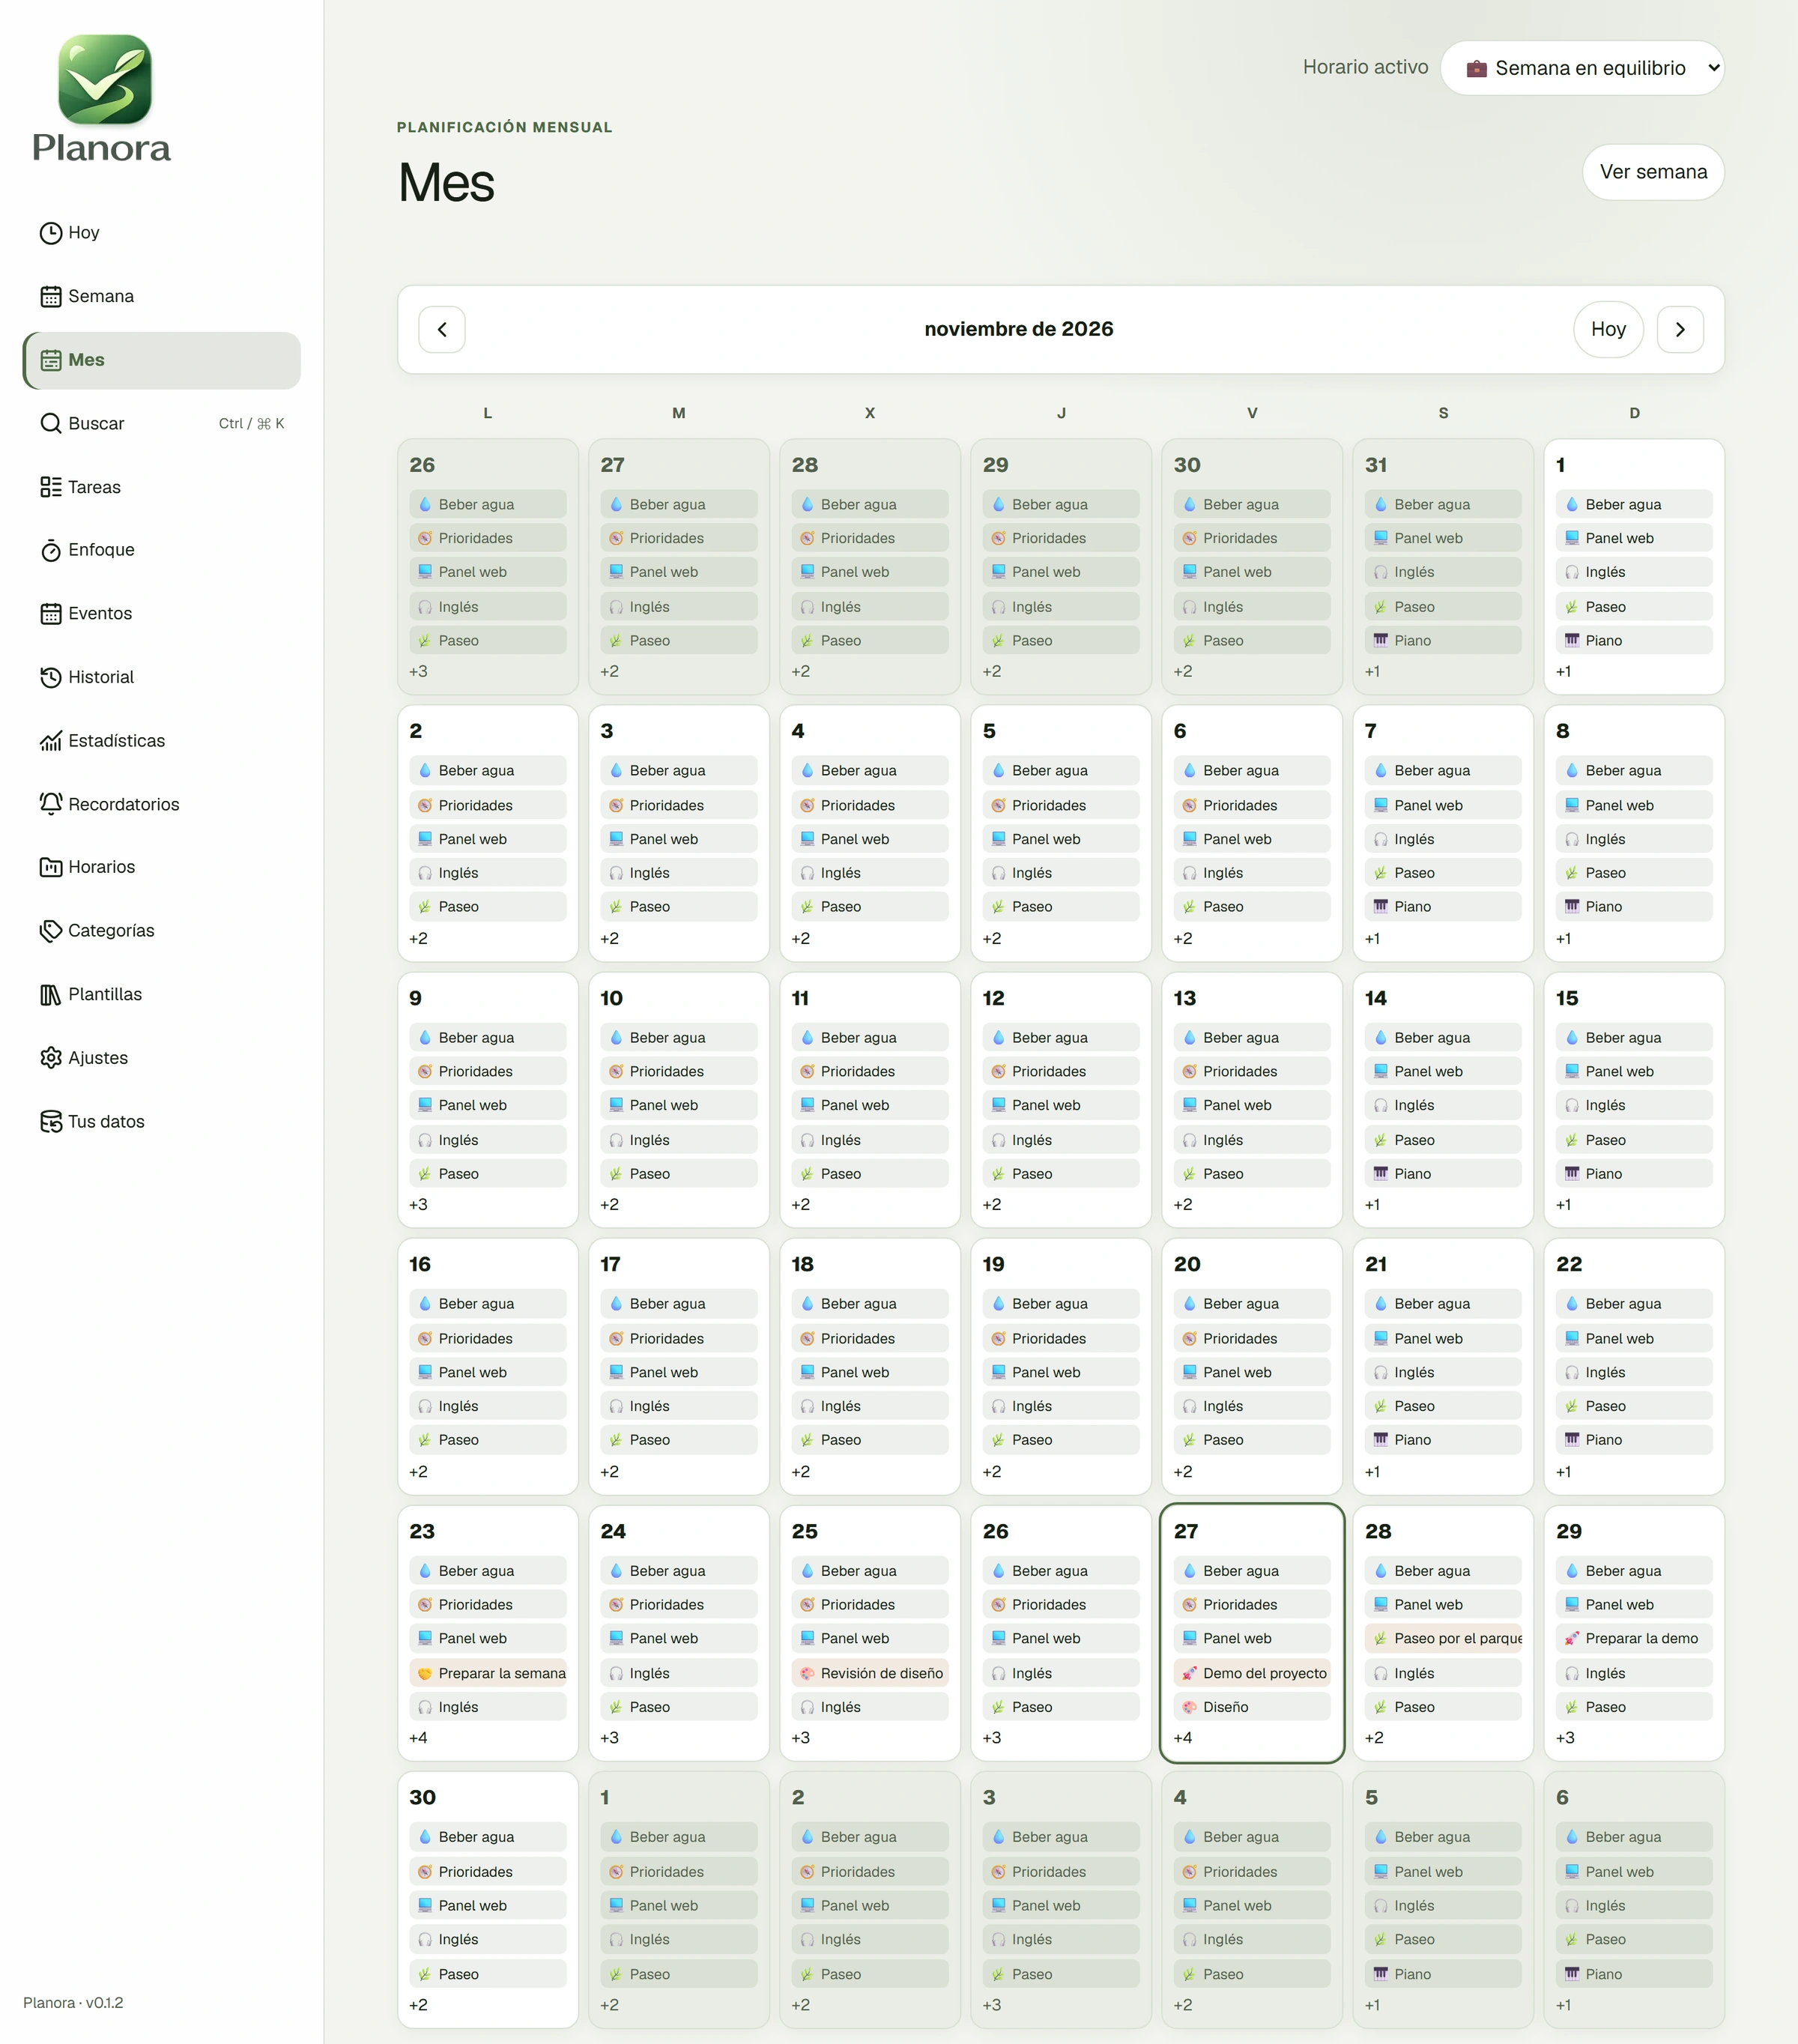 Planora
Hoy
Semana
Mes
Buscar Ctrl / ⌘ K
Tareas
Enfoque
Eventos
Historial
Estadísticas
Recordatorios
Horarios
Categorías
Plantillas
Ajustes
Tus datos
Planora · v0.1.2
Horario activo
Semana en equilibrio
PLANIFICACIÓN MENSUAL
Mes
Ver semana
noviembre de 2026
Hoy
L M X J V S D
26 27 28 29 30 31 1
Beber agua Beber agua Beber agua Beber agua Beber agua Beber agua Beber agua
Prioridades Prioridades Prioridades Prioridades Prioridades Panel web Panel web
Panel web Panel web Panel web Panel web Panel web Inglés Inglés
Inglés Inglés Inglés Inglés Inglés Paseo Paseo
Paseo Paseo Paseo Paseo Paseo Piano Piano
+3 +2 +2 +2 +2 +1 +1
2 3 4 5 6 7 8
Beber agua Beber agua Beber agua Beber agua Beber agua Beber agua Beber agua
Prioridades Prioridades Prioridades Prioridades Prioridades Panel web Panel web
Panel web Panel web Panel web Panel web Panel web Inglés Inglés
Inglés Inglés Inglés Inglés Inglés Paseo Paseo
Paseo Paseo Paseo Paseo Paseo Piano Piano
+2 +2 +2 +2 +2 +1 +1
9 10 11 12 13 14 15
Beber agua Beber agua Beber agua Beber agua Beber agua Beber agua Beber agua
Prioridades Prioridades Prioridades Prioridades Prioridades Panel web Panel web
Panel web Panel web Panel web Panel web Panel web Inglés Inglés
Inglés Inglés Inglés Inglés Inglés Paseo Paseo
Paseo Paseo Paseo Paseo Paseo Piano Piano
+3 +2 +2 +2 +2 +1 +1
16 17 18 19 20 21 22
Beber agua Beber agua Beber agua Beber agua Beber agua Beber agua Beber agua
Prioridades Prioridades Prioridades Prioridades Prioridades Panel web Panel web
Panel web Panel web Panel web Panel web Panel web Inglés Inglés
Inglés Inglés Inglés Inglés Inglés Paseo Paseo
Paseo Paseo Paseo Paseo Paseo Piano Piano
+2 +2 +2 +2 +2 +1 +1
23 24 25 26 27 28 29
Beber agua Beber agua Beber agua Beber agua Beber agua Beber agua Beber agua
Prioridades Prioridades Prioridades Prioridades Prioridades Panel web Panel web
Panel web Panel web Panel web Panel web Panel web Paseo por el parque Preparar la demo
Preparar la semana Inglés Revisión de diseño Inglés Demo del proyecto Inglés Inglés
Inglés Paseo Inglés Paseo Diseño Paseo Paseo
+4 +3 +3 +3 +4 +2 +3
30 1 2 3 4 5 6
Beber agua Beber agua Beber agua Beber agua Beber agua Beber agua Beber agua
Prioridades Prioridades Prioridades Prioridades Prioridades Panel web Panel web
Panel web Panel web Panel web Panel web Panel web Inglés Inglés
Inglés Inglés Inglés Inglés Inglés Paseo Paseo
Paseo Paseo Paseo Paseo Paseo Piano Piano
+2 +2 +2 +3 +2 +1 +1